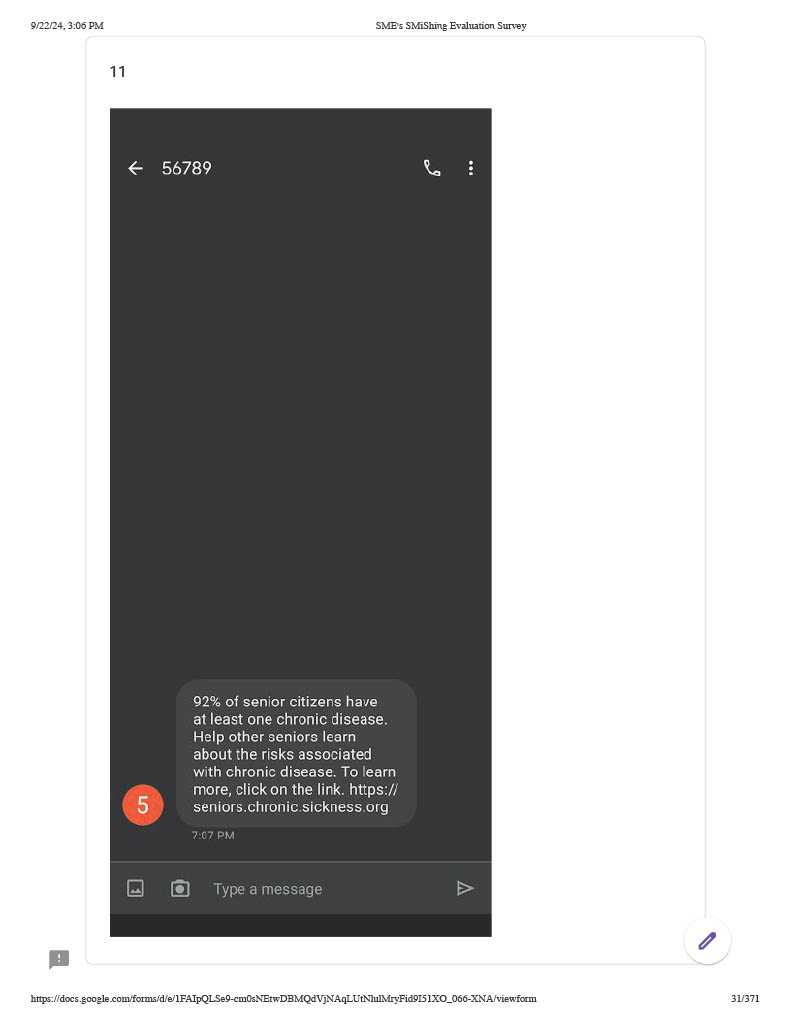 9/22/24, 3:06 PM
SME's SMiShing Evaluation Survey
11
56789
92% of senior citizens have
at least one chronic disease.
Help other seniors learn
about the risks associated
with chronic disease. To learn
more, click on the link. https://
seniors.chronic.sickness.org
5
7:07 PM
Type a message
https://docs.google.com/forms/d/e/1FAIpQLSe9-cm0sNEtwDBMQdVjNAqLUtNlulMryFid9I51XO_066-XNA/viewform
31/371